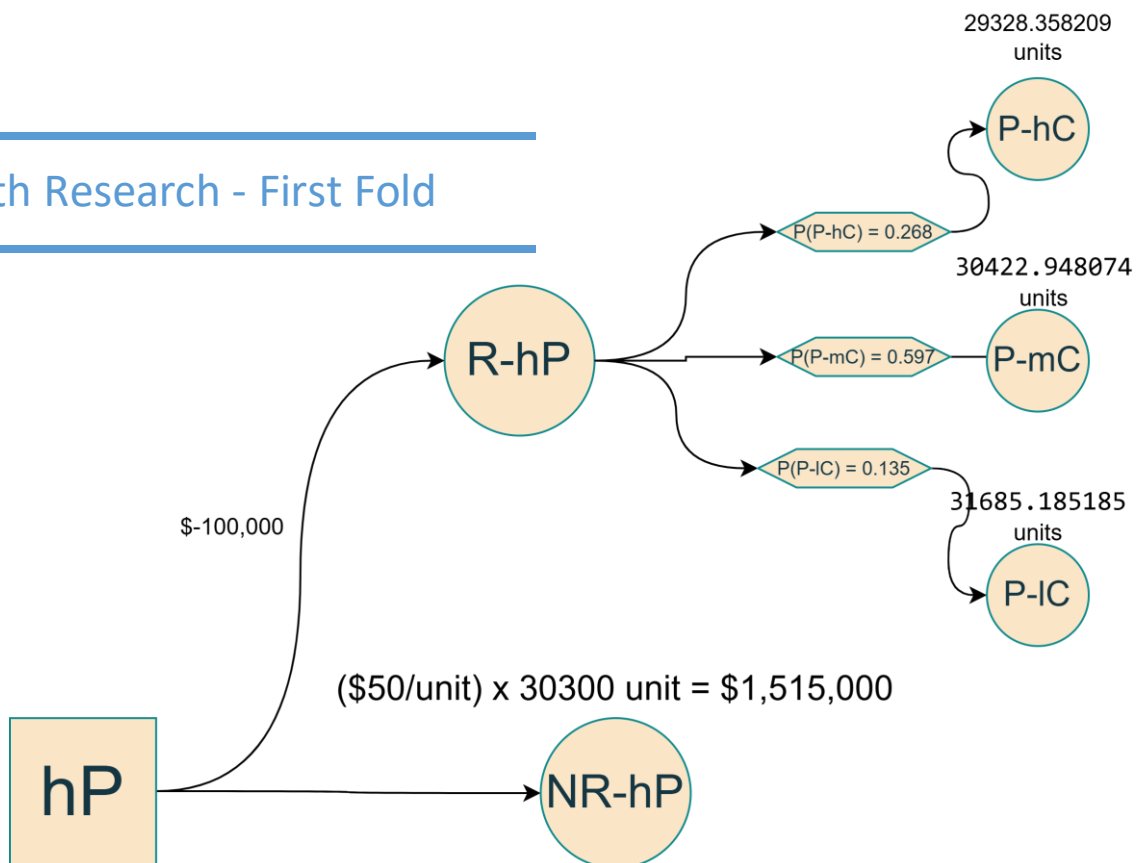 29328.358209
units
P-hC
th Research - First Fold
P(P-hC) = 0.268
30422.948074
units
R-hP
P(P-mC) = 0.597
P-mC
P(P-lC) = 0.135
31685.185185
units
$-100,000
P-lC
($50/unit) x 30300 unit = $1,515,000
hP
NR-hP